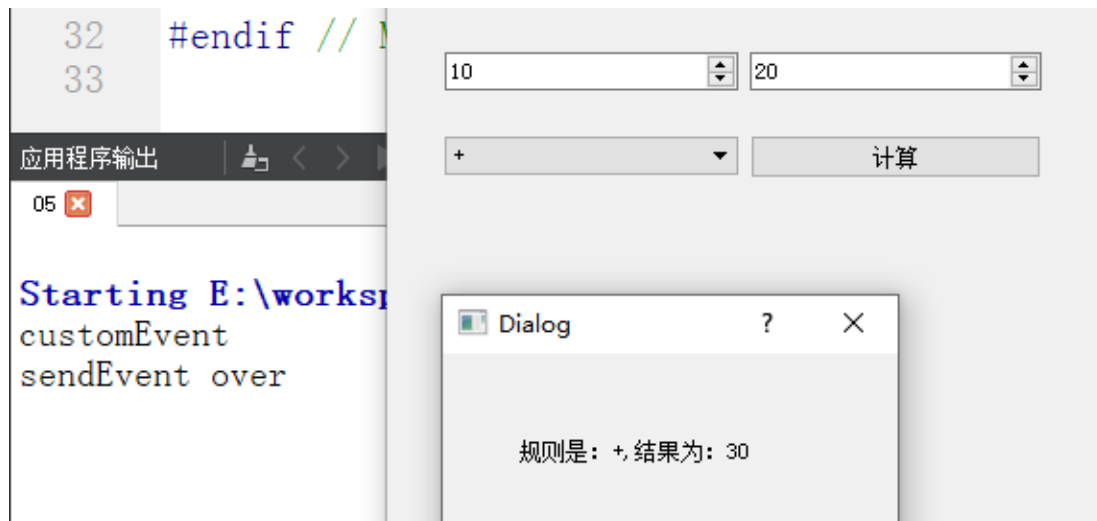 32 #endif //
33
应用程序输出
05
Starting E:\worksp
customEvent
sendEvent over
10
20
+
计算
Dialog
?
规则是：+,结果为：30